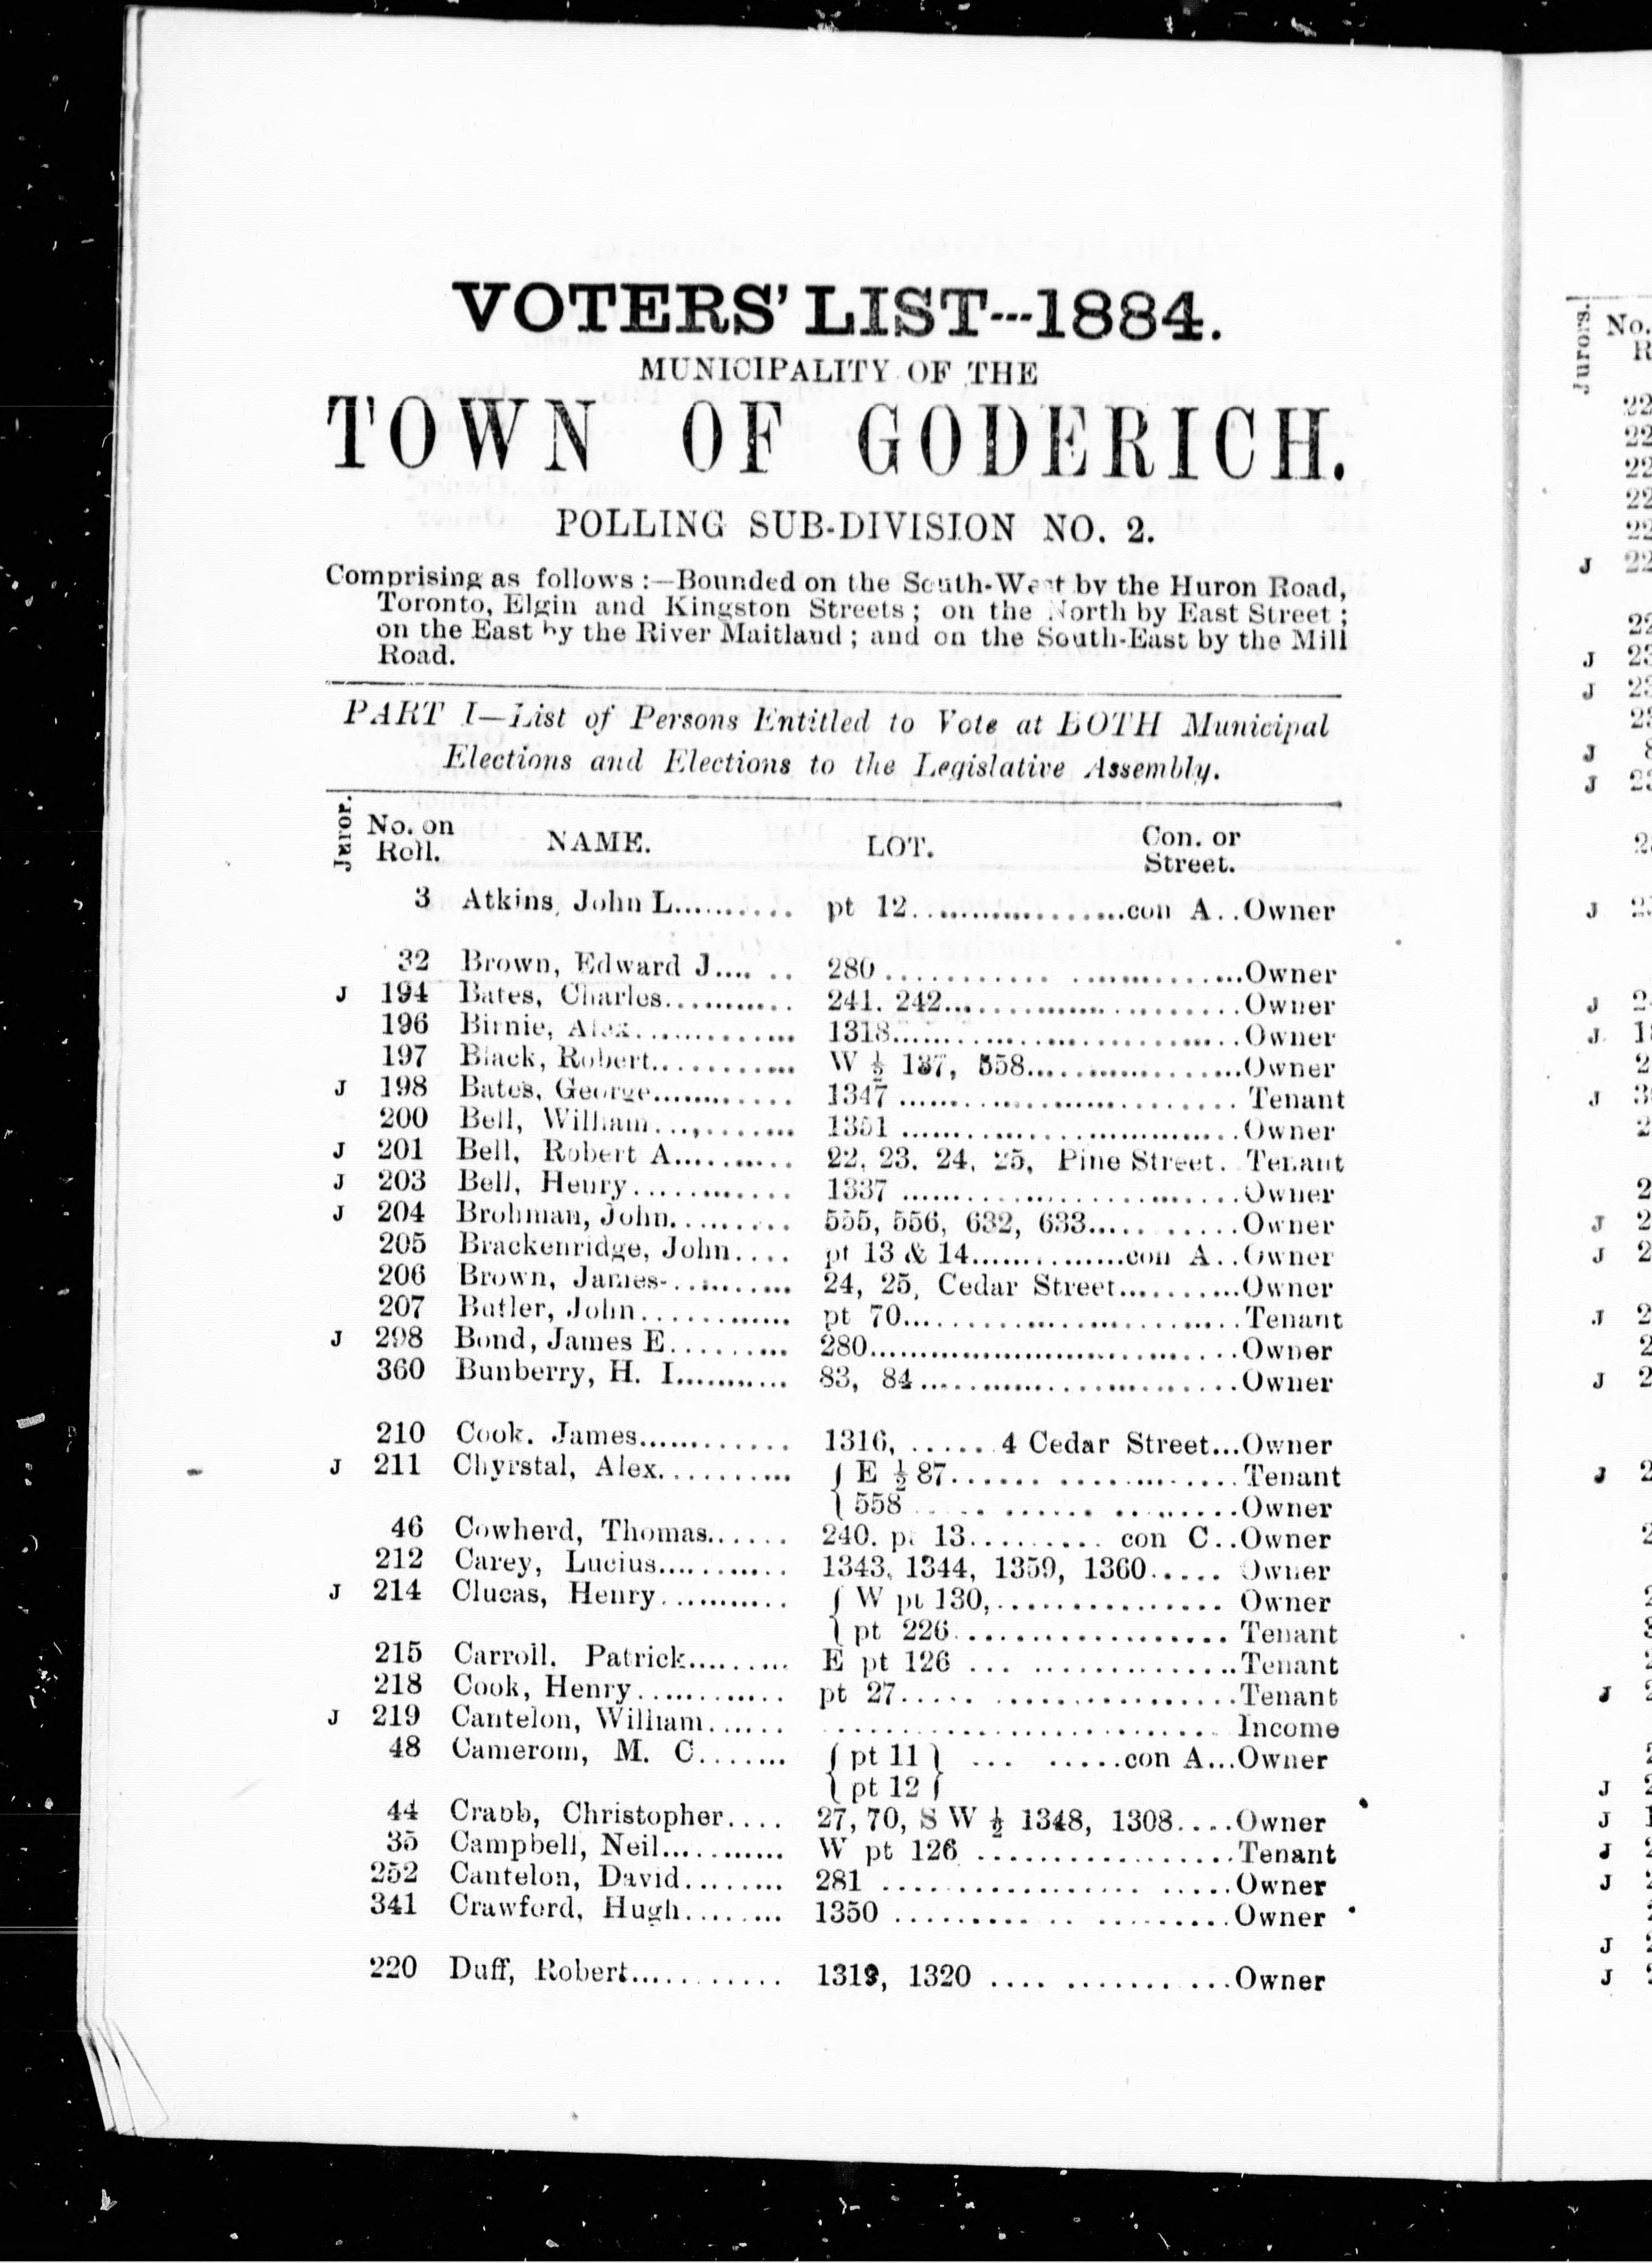 VOTERS' LIST---1884.
MUNICIPALITY OF THE
TOWN OF GODERICH.
POLLING SUB-DIVISION NO. 2.
Comprising as follows :—Bounded on the South-West by the Huron Road,
Toronto, Elgin and Kingston Streets ; on the North by East Street ;
on the East by the River Maitland ; and on the South-East by the Mill
Road.
PART I—List of Persons Entitled to Vote at BOTH Municipal
Elections and Elections to the Legislative Assembly.
Juror. No. on Roll. NAME. LOT. Con. or Street.
3 Atkins, John L.......... pt 12....................con A..Owner
32 Brown, Edward J.... .. 280 ............ ............Owner
J 194 Bates, Charles............ 241. 242............................Owner
196 Birnie, Alex.............. 1318................................Owner
197 Black, Robert............ W ½ 137, 558....................Owner
J 198 Bates, George............ 1347 .............................. Tenant
200 Bell, William............ 1351 ..............................Owner
J 201 Bell, Robert A.......... 22, 23, 24, 25, Pine Street. Tenant
J 203 Bell, Henry............. 1337 ..............................Owner
J 204 Brohman, John.......... 555, 556, 632, 633..... ......Owner
205 Brackenridge, John.... pt 13 & 14..............con A..Owner
206 Brown, James-.......... 24, 25, Cedar Street..........Owner
207 Butler, John............. pt 70..............................Tenant
J 298 Bond, James E.......... 280..................................Owner
360 Bunberry, H. I.......... 83, 84..............................Owner
210 Cook. James............. 1316, ...... 4 Cedar Street...Owner
J 211 Chyrstal, Alex........... { E ½ 87....... ..............Tenant
{ 558 ..... ....... .........Owner
46 Cowherd, Thomas...... 240. pt 13.......... con C..Owner
212 Carey, Lucius........... 1343, 1344, 1359, 1360..... Owner
J 214 Clucas, Henry........... { W pt 130,................ Owner
{ pt 226................... Tenant
215 Carroll, Patrick......... E pt 126 ... ................Tenant
218 Cook, Henry............ pt 27..... ...................Tenant
J 219 Cantelon, William...... .............................. Income
48 Camerom, M. C........ { pt 11 } ... ......con A...Owner
{ pt 12 }
44 Crabb, Christopher.... 27, 70, S W ½ 1348, 1308....Owner
35 Campbell, Neil........... W pt 126 ...................Tenant
252 Cantelon, David......... 281 .................... .....Owner
341 Crawford, Hugh......... 1350 ............. ..........Owner
220 Duff, Robert............ 1319, 1320 .... ............Owner
Jurors. No.